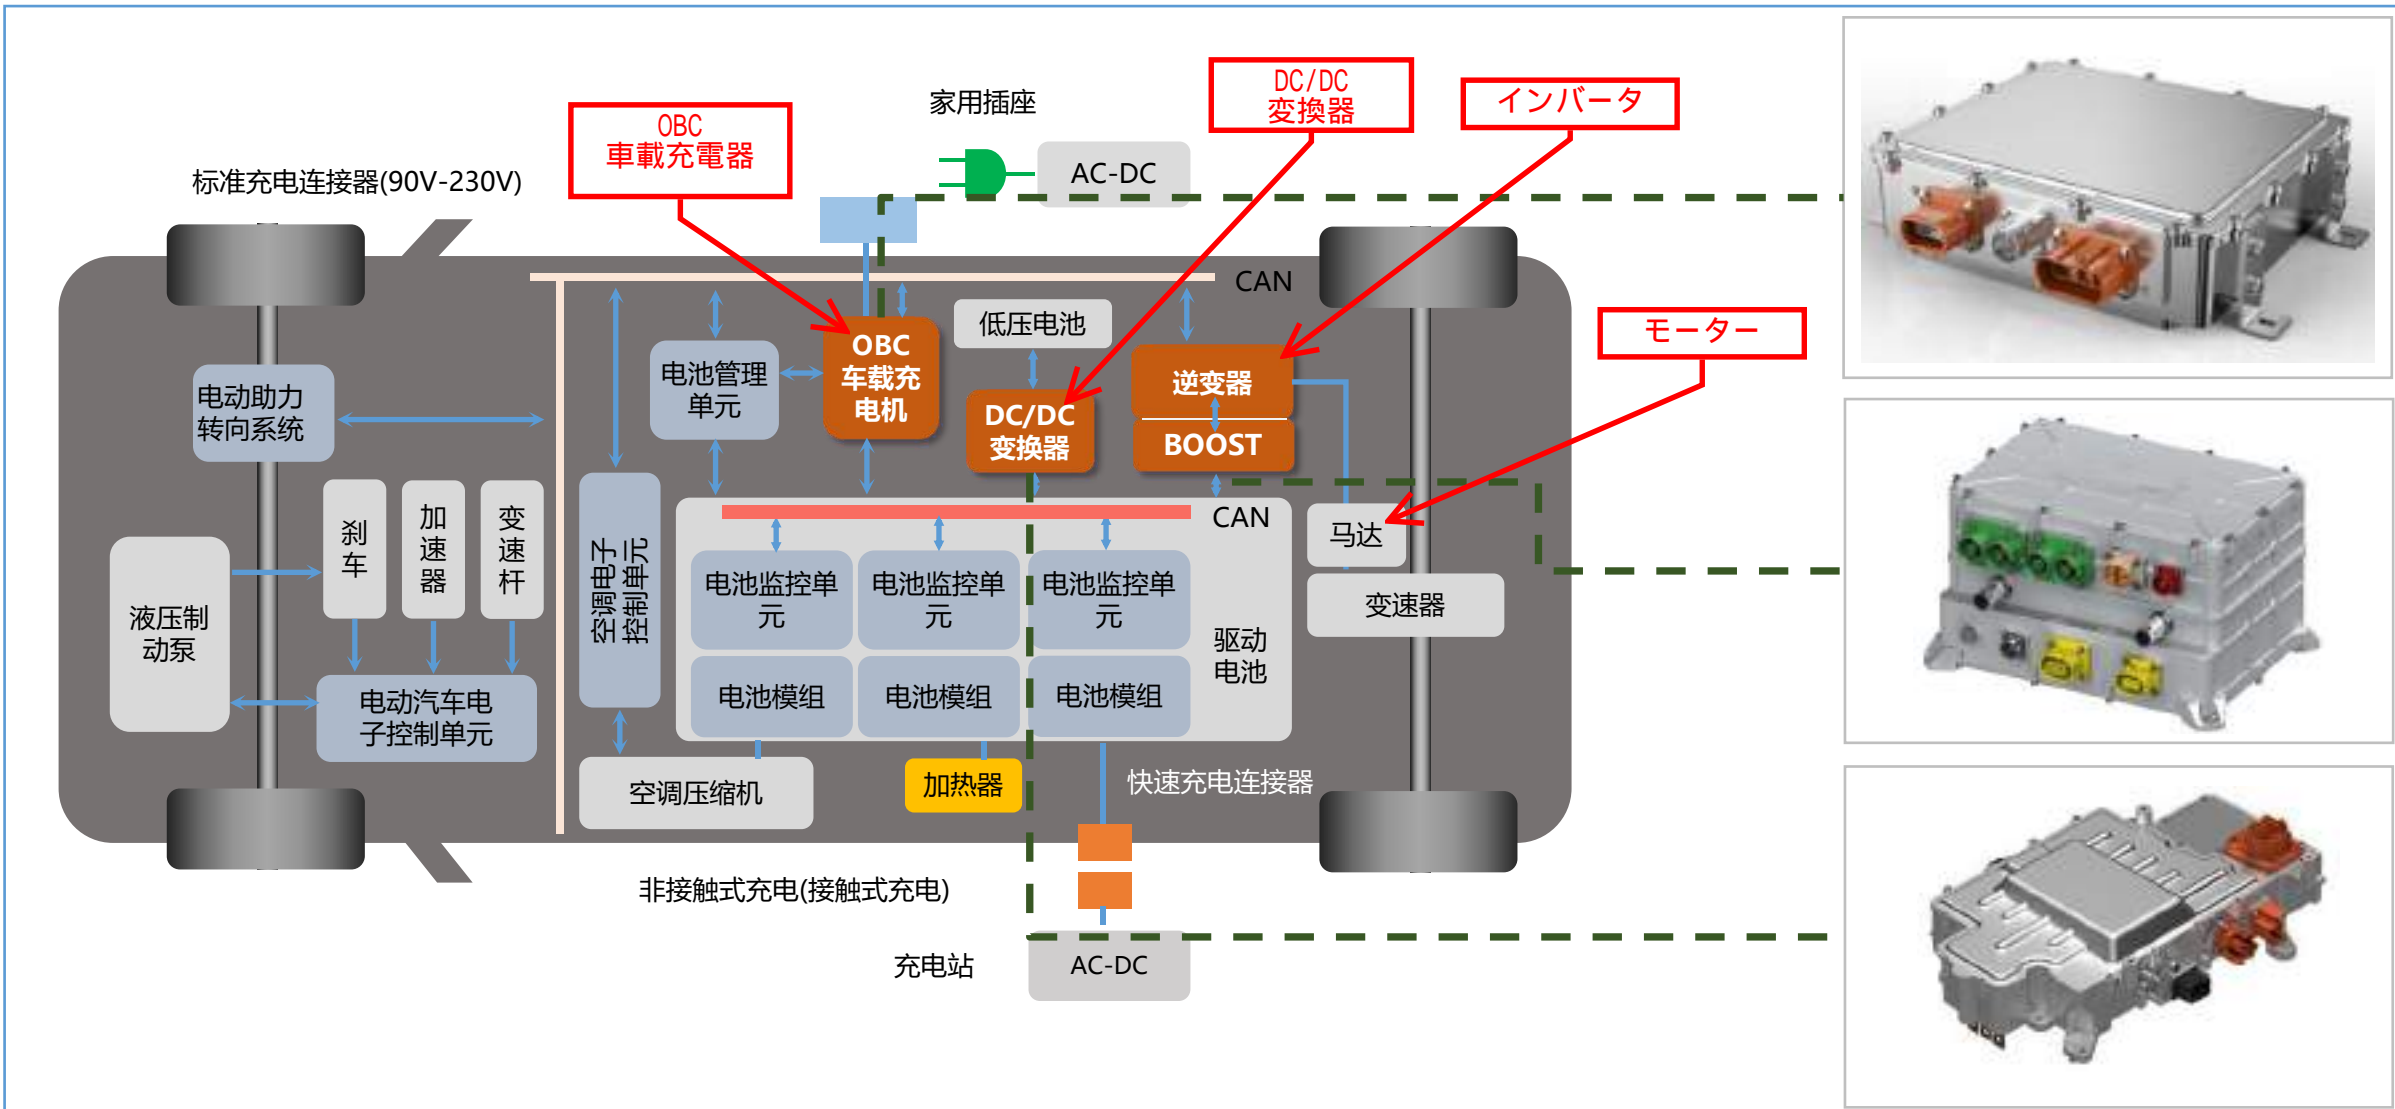 家用插座
DC/DC
变換器
インバータ
OBC
車載充電器
AC-DC
标准充电连接器(90V-230V)
CAN
低压电池
モーター
OBC
车载充
电机
电池管理
单元
逆变器
电动助力
转向系统
DC/DC
变换器
BOOST
刹
车
加
速
器
变
速
杆
CAN
马达
空调电子
控制单元
电池监控单
元
电池监控单
元
电池监控单
元
变速器
液压制
动泵
驱动
电池
电池模组
电池模组
电池模组
电动汽车电
子控制单元
空调压缩机
加热器
快速充电连接器
非接触式充电(接触式充电)
充电站
AC-DC